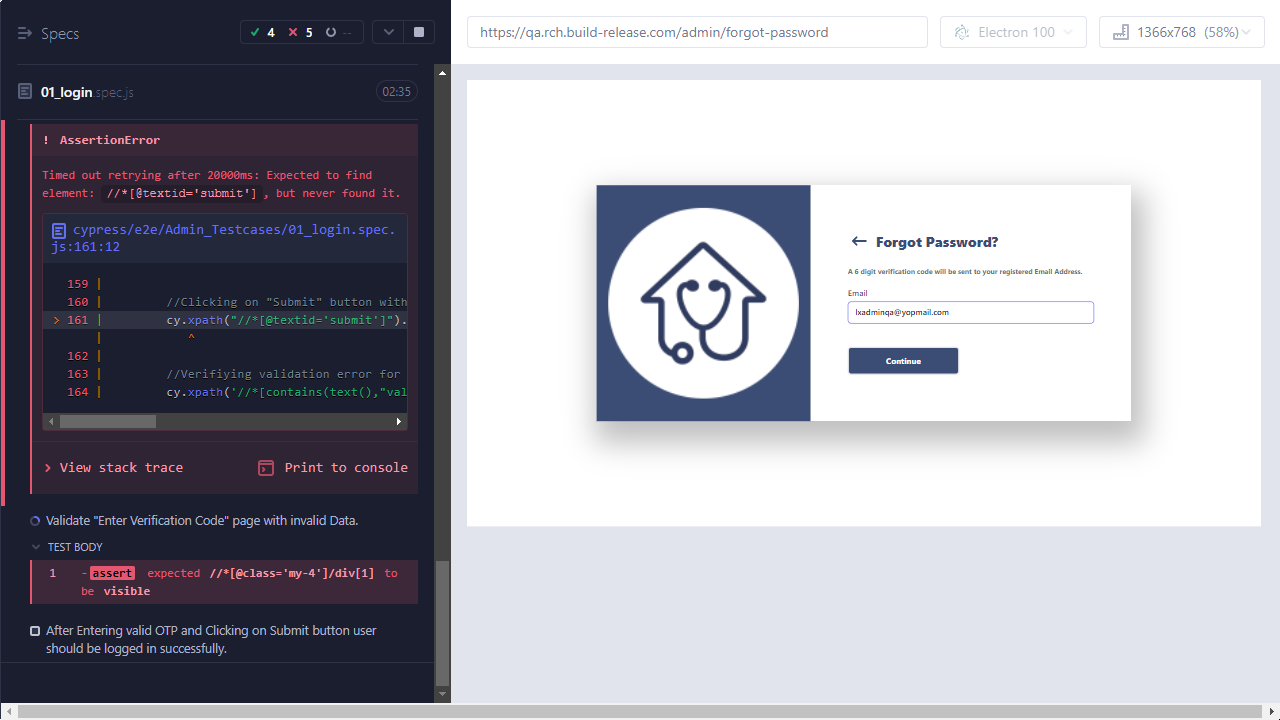 Specs
4 5 --
01_login.spec.js 02:35
! AssertionError
Timed out retrying after 20000ms: Expected to find
element: //*[@textid='submit'] , but never found it.
cypress/e2e/Admin_Testcases/01_login.spec.
js:161:12
159 |
160 | //Clicking on "Submit" button with
> 161 | cy.xpath("//*[@textid='submit']").
| ^
162 |
163 | //Verifiying validation error for
164 | cy.xpath('//*[contains(text(),"val
View stack trace
Print to console
Validate "Enter Verification Code" page with invalid Data.
TEST BODY
1 -assert expected //*[@class='my-4']/div[1] to
be visible
After Entering valid OTP and Clicking on Submit button user
should be logged in successfully.
https://qa.rch.build-release.com/admin/forgot-password
Electron 100
1366x768 (58%)
Forgot Password?
A 6 digit verification code will be sent to your registered Email Address.
Email
lxadminqa@yopmail.com
Continue